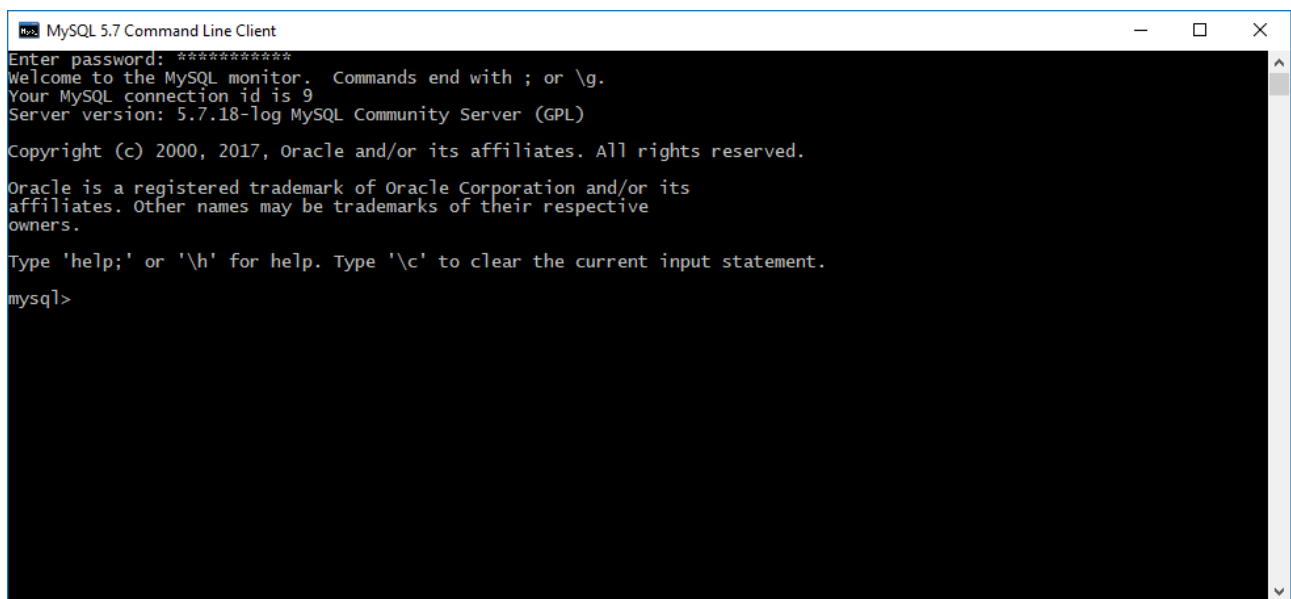 MySQL 5.7 Command Line Client
Enter password: ***********
Welcome to the MySQL monitor.  Commands end with ; or \g.
Your MySQL connection id is 9
Server version: 5.7.18-log MySQL Community Server (GPL)
Copyright (c) 2000, 2017, Oracle and/or its affiliates. All rights reserved.
Oracle is a registered trademark of Oracle Corporation and/or its
affiliates. Other names may be trademarks of their respective
owners.
Type 'help;' or '\h' for help. Type '\c' to clear the current input statement.
mysql>